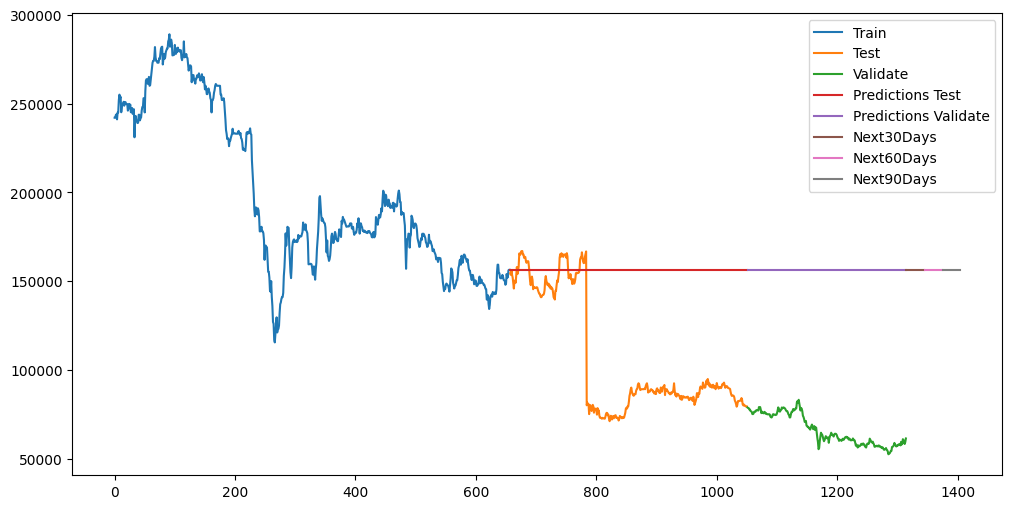 300000
250000
200000
150000
100000
50000
0
200
400
600
800
1000
1200
1400
Train
Test
Validate
Predictions Test
Predictions Validate
Next30Days
Next60Days
Next90Days